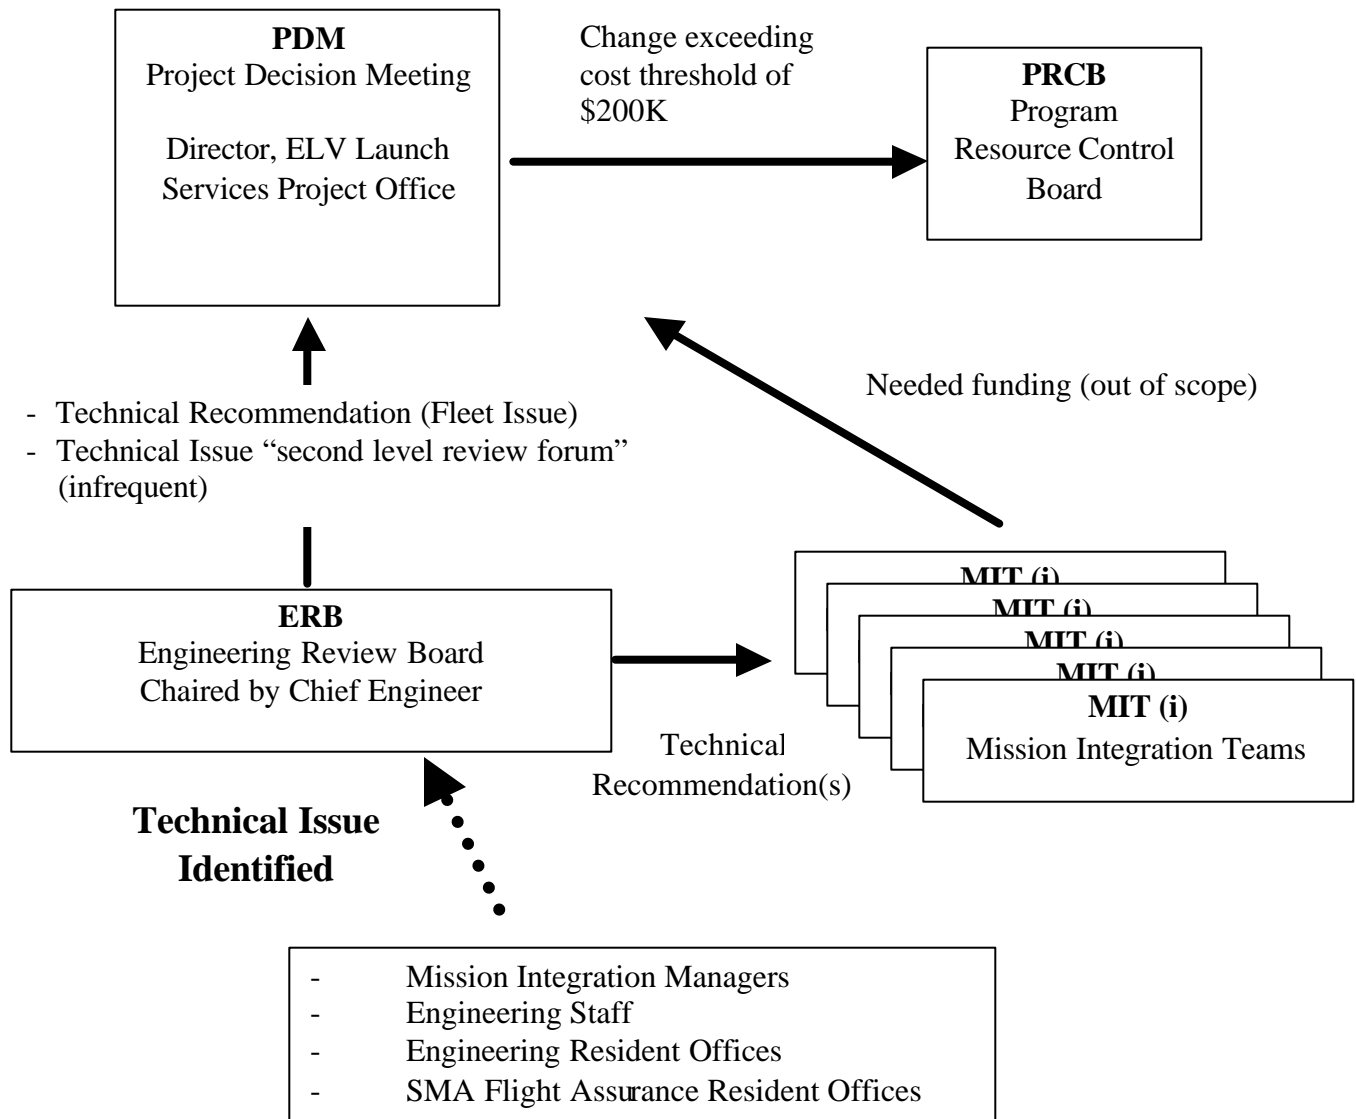 PDM
Project Decision Meeting
Director, ELV Launch
Services Project Office
Change exceeding
cost threshold of
$200K
PRCB
Program
Resource Control
Board
Needed funding (out of scope)
- Technical Recommendation (Fleet Issue)
- Technical Issue “second level review forum”
(infrequent)
ERB
Engineering Review Board
Chaired by Chief Engineer
MIT (i)
MIT (i)
MIT (i)
MIT (i)
MIT (i)
Mission Integration Teams
Technical
Recommendation(s)
Technical Issue
Identified
- Mission Integration Managers
- Engineering Staff
- Engineering Resident Offices
- SMA Flight Assurance Resident Offices